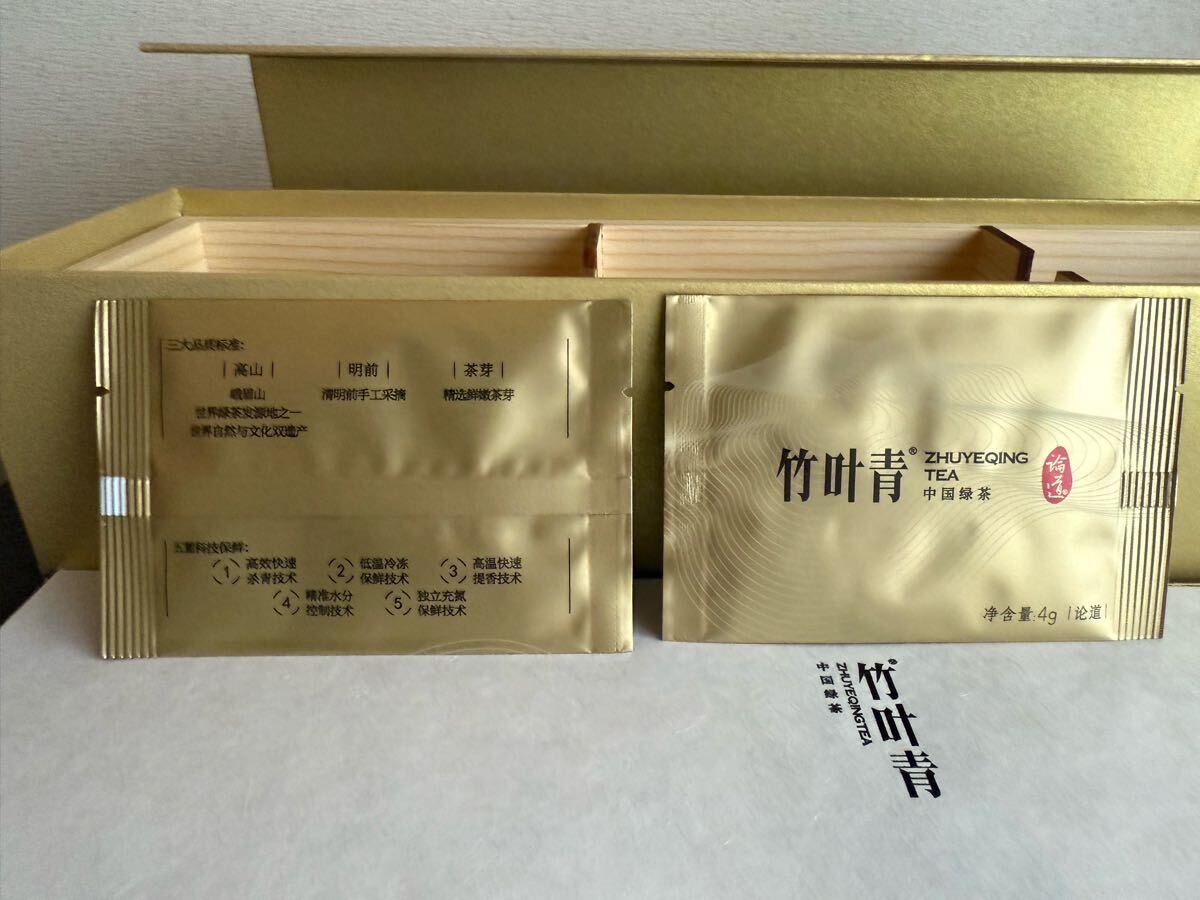 三大品质标准:
高山
明前
茶芽
峨眉山
清明前手工采摘
精选鲜嫩茶芽
世界绿茶发源地之一
世界自然与文化双遗产
五重科技保鲜:
1 高效快速
杀青技术
2 低温冷冻
保鲜技术
3 高温快速
提香技术
4 精准水分
控制技术
5 独立充氮
保鲜技术
竹叶青®
ZHUYEQING
TEA
中国绿茶
论道
净含量:4g |论道|
竹叶青®
ZHUYEQINGTEA
中国绿茶